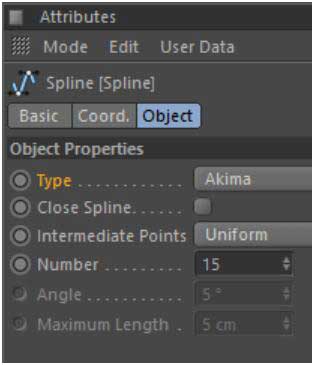 Attributes
Mode Edit User Data
Spline [Spline]
Basic Coord. Object
Object Properties
Type . . . . . . . . . . . . Akima
Close Spline. . . . . .
Intermediate Points Uniform
Number . . . . . . . . . 15
Angle . . . . . . . . . . . 5 °
Maximum Length . 5 cm